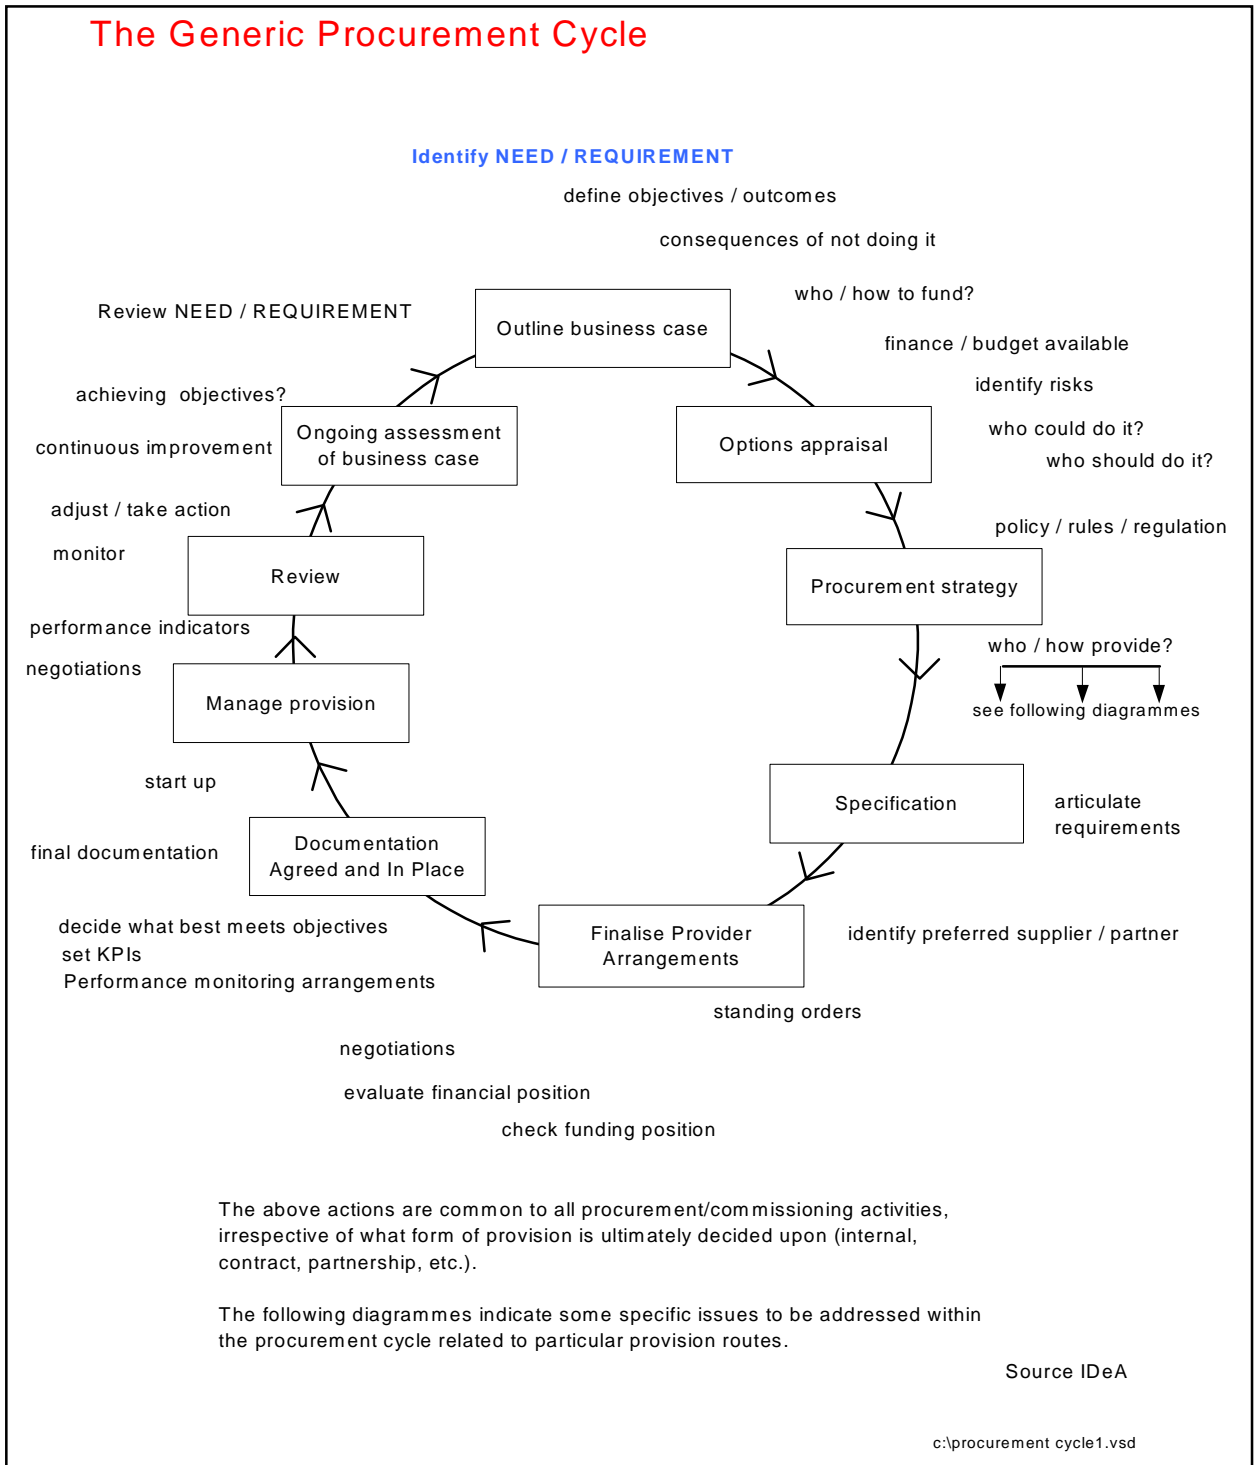 The Generic Procurement Cycle
Identify NEED / REQUIREMENT
define objectives / outcomes
consequences of not doing it
who / how to fund?
Review NEED / REQUIREMENT
Outline business case
finance / budget available
identify risks
achieving objectives?
Ongoing assessment
of business case
Options appraisal
who could do it?
who should do it?
continuous improvement
adjust / take action
monitor
policy / rules / regulation
Review
Procurement strategy
performance indicators
negotiations
who / how provide?
see following diagrammes
Manage provision
start up
Specification
articulate
requirements
final documentation
Documentation
Agreed and In Place
decide what best meets objectives
set KPIs
Performance monitoring arrangements
Finalise Provider
Arrangements
identify preferred supplier / partner
standing orders
negotiations
evaluate financial position
check funding position
The above actions are common to all procurement/commissioning activities,
irrespective of what form of provision is ultimately decided upon (internal,
contract, partnership, etc.).
The following diagrammes indicate some specific issues to be addressed within
the procurement cycle related to particular provision routes.
Source IDeA
c:\procurement cycle1.vsd